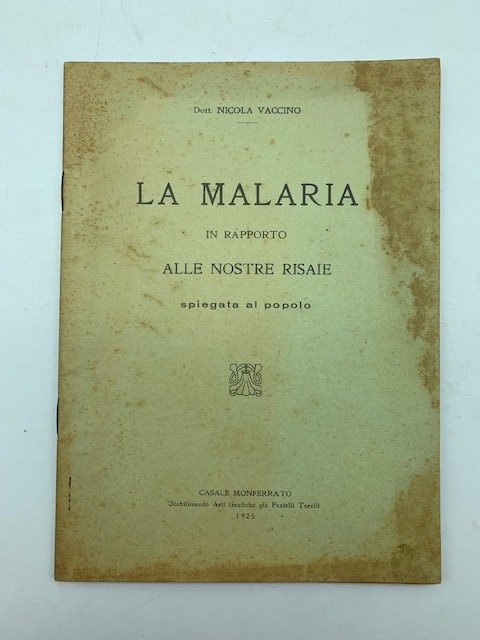 Dott. NICOLA VACCINO
LA MALARIA
IN RAPPORTO
ALLE NOSTRE RISAIE
spiegata al popolo
CASALE MONFERRATO
Stabilimento Arti Grafiche già Fratelli Torelli
1925